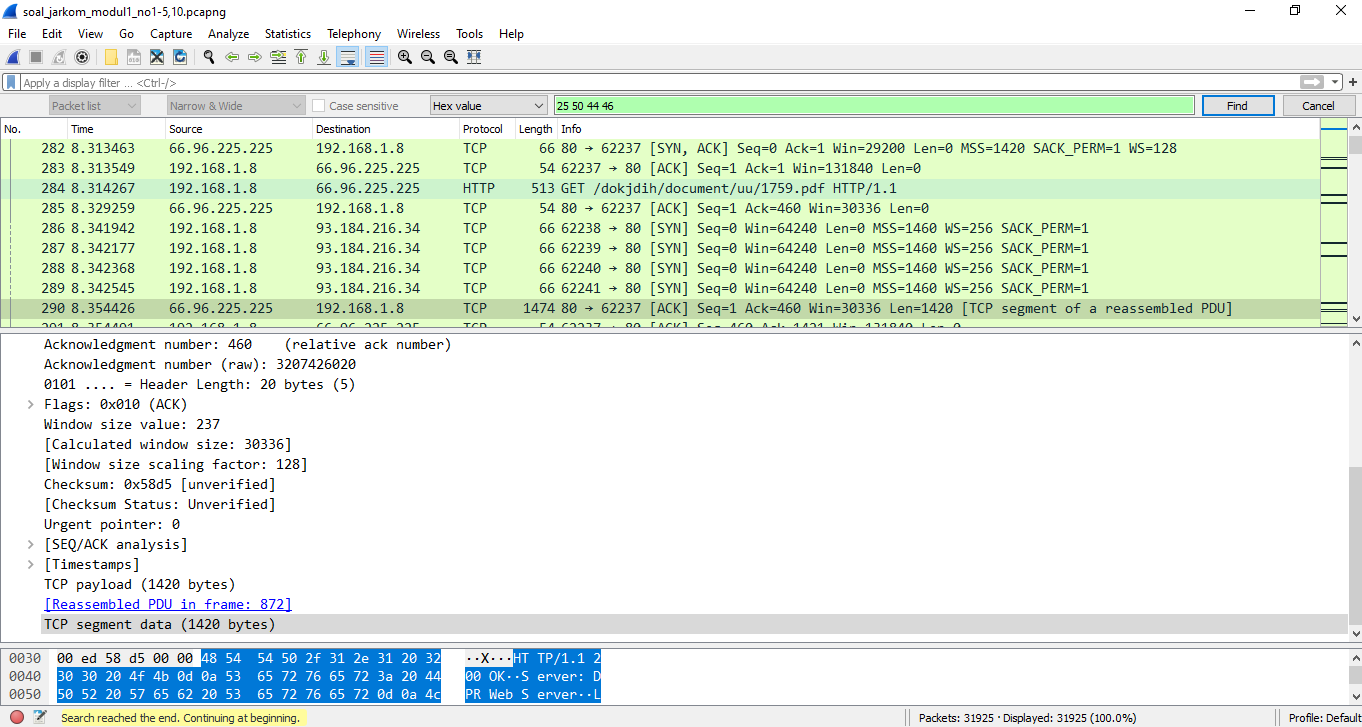 soal_jarkom_modul1_no1-5,10.pcapng
File Edit View Go Capture Analyze Statistics Telephony Wireless Tools Help
Apply a display filter ... <Ctrl-/>
Packet list Narrow & Wide Case sensitive Hex value 25 50 44 46 Find Cancel
No. Time Source Destination Protocol Length Info
282 8.313463 66.96.225.225 192.168.1.8 TCP 66 80 → 62237 [SYN, ACK] Seq=0 Ack=1 Win=29200 Len=0 MSS=1420 SACK_PERM=1 WS=128
283 8.313549 192.168.1.8 66.96.225.225 TCP 54 62237 → 80 [ACK] Seq=1 Ack=1 Win=131840 Len=0
284 8.314267 192.168.1.8 66.96.225.225 HTTP 513 GET /dokjdih/document/uu/1759.pdf HTTP/1.1
285 8.329259 66.96.225.225 192.168.1.8 TCP 54 80 → 62237 [ACK] Seq=1 Ack=460 Win=30336 Len=0
286 8.341942 192.168.1.8 93.184.216.34 TCP 66 62238 → 80 [SYN] Seq=0 Win=64240 Len=0 MSS=1460 WS=256 SACK_PERM=1
287 8.342177 192.168.1.8 93.184.216.34 TCP 66 62239 → 80 [SYN] Seq=0 Win=64240 Len=0 MSS=1460 WS=256 SACK_PERM=1
288 8.342368 192.168.1.8 93.184.216.34 TCP 66 62240 → 80 [SYN] Seq=0 Win=64240 Len=0 MSS=1460 WS=256 SACK_PERM=1
289 8.342545 192.168.1.8 93.184.216.34 TCP 66 62241 → 80 [SYN] Seq=0 Win=64240 Len=0 MSS=1460 WS=256 SACK_PERM=1
290 8.354426 66.96.225.225 192.168.1.8 TCP 1474 80 → 62237 [ACK] Seq=1 Ack=460 Win=30336 Len=1420 [TCP segment of a reassembled PDU]
Acknowledgment number: 460 (relative ack number)
Acknowledgment number (raw): 3207426020
0101 .... = Header Length: 20 bytes (5)
Flags: 0x010 (ACK)
Window size value: 237
[Calculated window size: 30336]
[Window size scaling factor: 128]
Checksum: 0x58d5 [unverified]
[Checksum Status: Unverified]
Urgent pointer: 0
[SEQ/ACK analysis]
[Timestamps]
TCP payload (1420 bytes)
[Reassembled PDU in frame: 872]
TCP segment data (1420 bytes)
0030 00 ed 58 d5 00 00 48 54 54 50 2f 31 2e 31 20 32 ··X···HT TP/1.1 2
0040 30 30 20 4f 4b 0d 0a 53 65 72 76 65 72 3a 20 44 00 OK··S erver: D
0050 50 52 20 57 65 62 20 53 65 72 76 65 72 0d 0a 4c PR Web S erver··L
Search reached the end. Continuing at beginning. Packets: 31925 · Displayed: 31925 (100.0%) Profile: Default